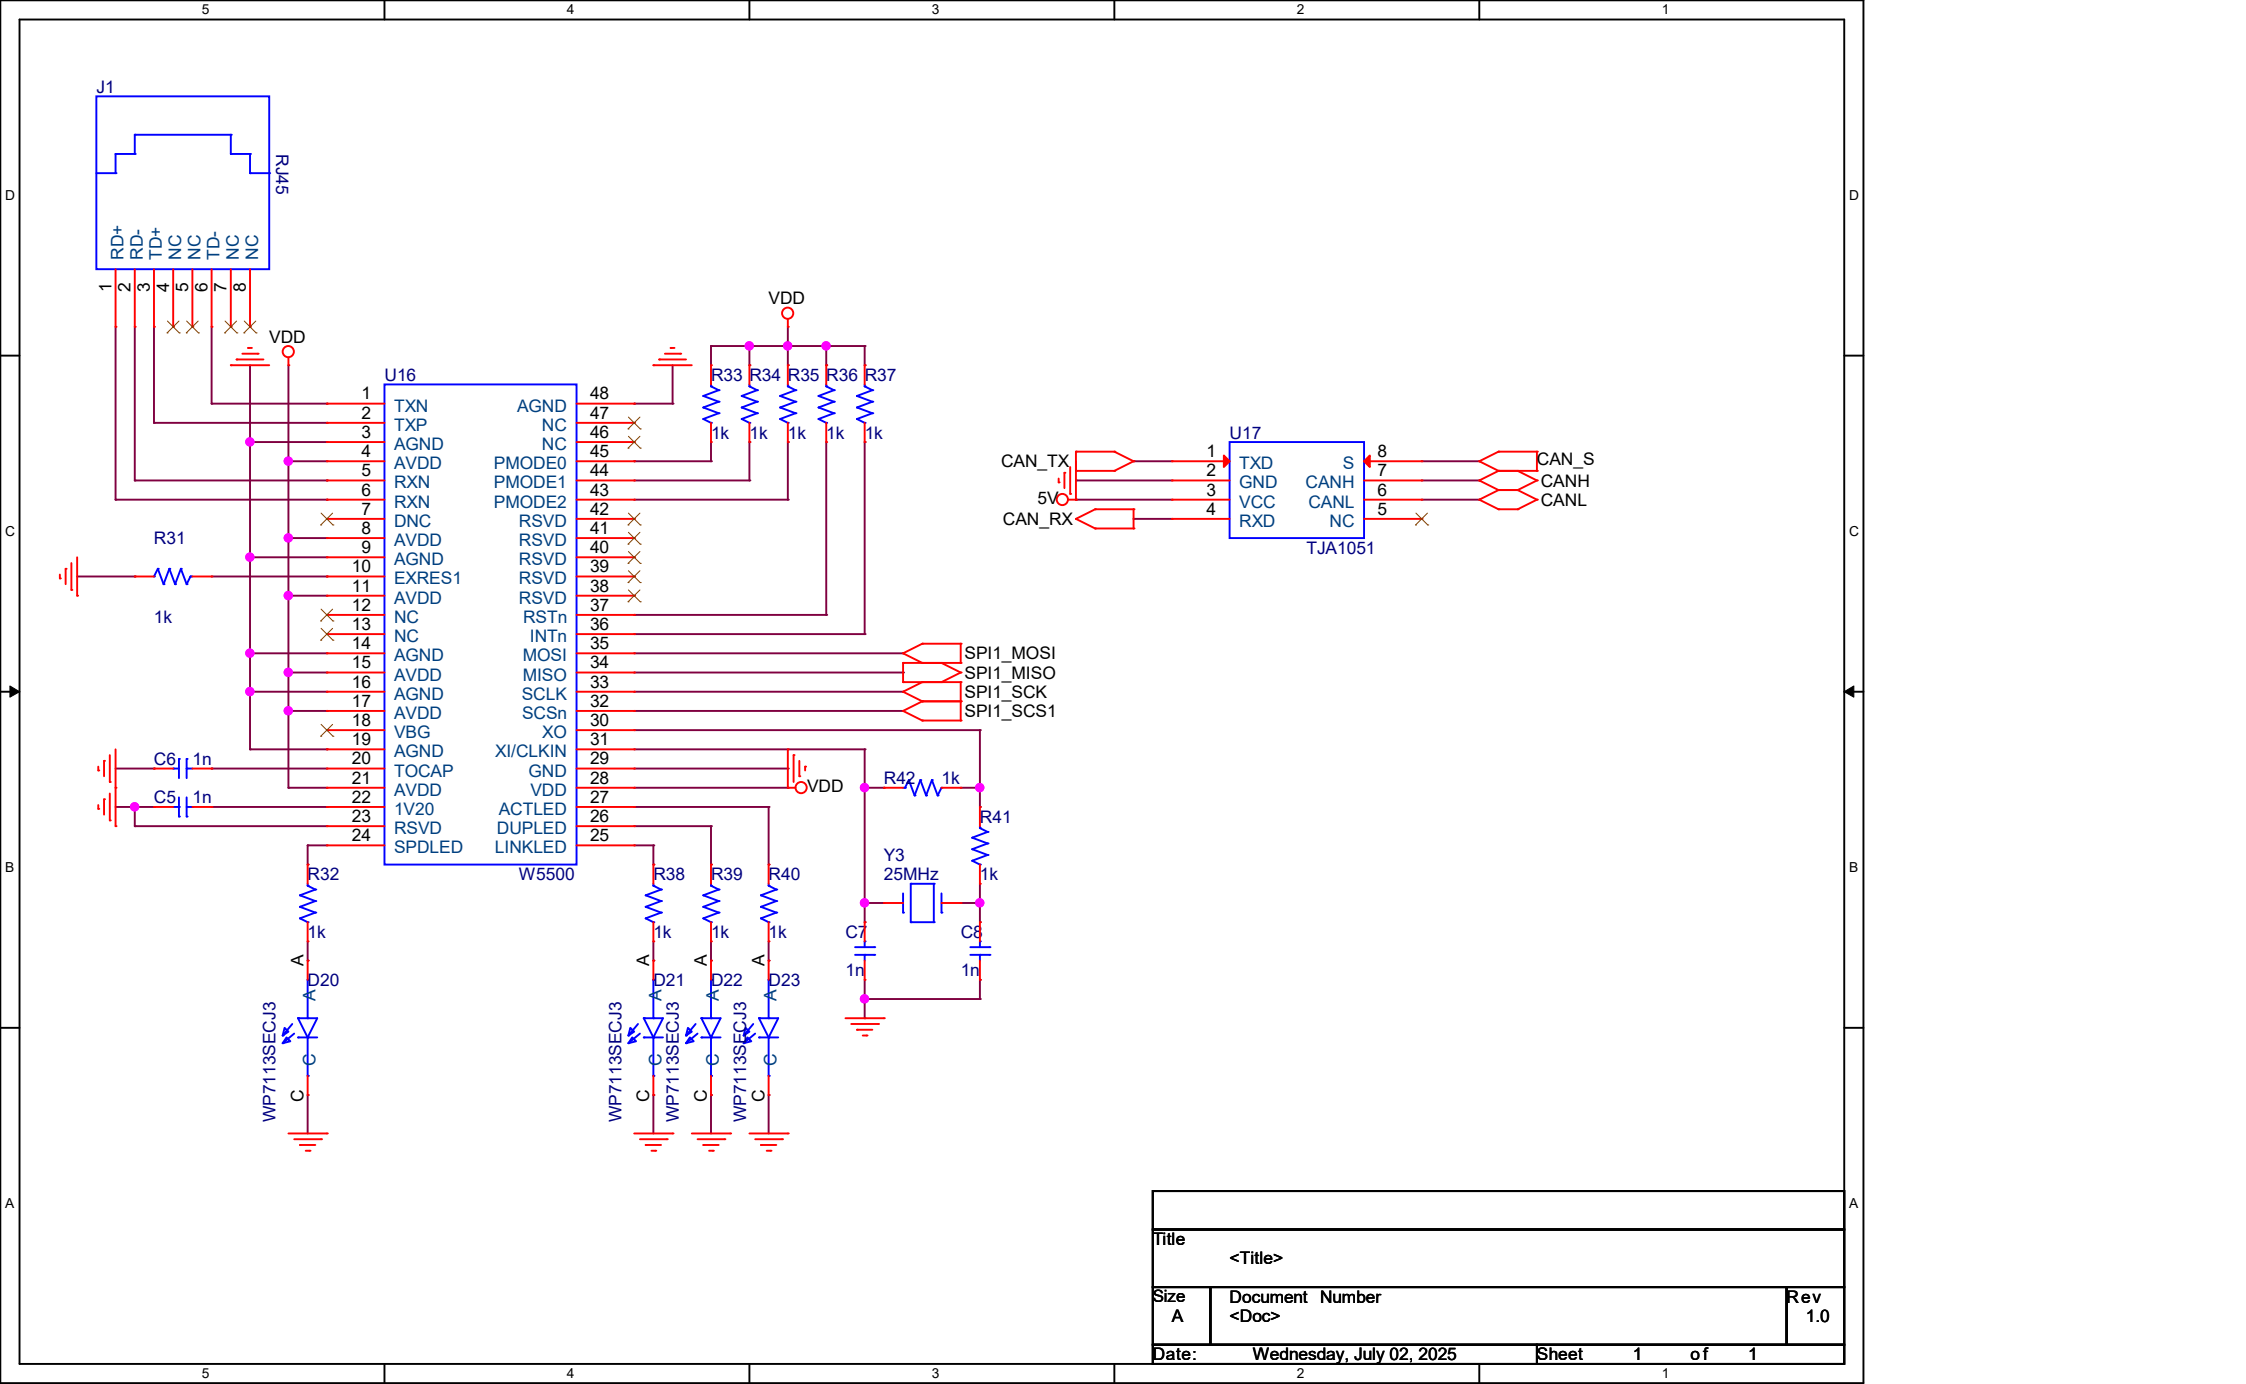 5 4 3 2 1
D D
C C
B B
A A
J1
RJ45
RD+ RD- TD+ NC NC TD- NC NC
1 2 3 4 5 6 7 8
VDD
VDD
U16
1 TXN
2 TXP
3 AGND
4 AVDD
5 RXN
6 RXN
7 DNC
8 AVDD
9 AGND
10 EXRES1
11 AVDD
12 NC
13 NC
14 AGND
15 AVDD
16 AGND
17 AVDD
18 VBG
19 AGND
20 TOCAP
21 AVDD
22 1V20
23 RSVD
24 SPDLED
AGND 48
NC 47
NC 46
PMODE0 45
PMODE1 44
PMODE2 43
RSVD 42
RSVD 41
RSVD 40
RSVD 39
RSVD 38
RSTn 37
INTn 36
MOSI 35
MISO 34
SCLK 33
SCSn 32
XO 30
XI/CLKIN 31
GND 29
VDD 28
ACTLED 27
DUPLED 26
LINKLED 25
W5500
R33 R34 R35 R36 R37
1k 1k 1k 1k 1k
R31
1k
C6 1n
C5 1n
SPI1_MOSI
SPI1_MISO
SPI1_SCK
SPI1_SCS1
VDD
R42 1k
R41
1k
Y3
25MHz
C7
1n
C8
1n
R32
1k
A
D20
A
WP7113SECJ3
C
C
R38 R39 R40
1k 1k 1k
A A A
D21 D22 D23
A A A
WP7113SECJ3 WP7113SECJ3 WP7113SECJ3
C C C
C C C
U17
CAN_TX 1 TXD
2 GND
5V 3 VCC
CAN_RX 4 RXD
S 8 CAN_S
CANH 7 CANH
CANL 6 CANL
NC 5
TJA1051
Title
<Title>
Size
A
Document Number
<Doc>
Rev
1.0
Date: Wednesday, July 02, 2025 Sheet 1 of 1
5 4 3 2 1